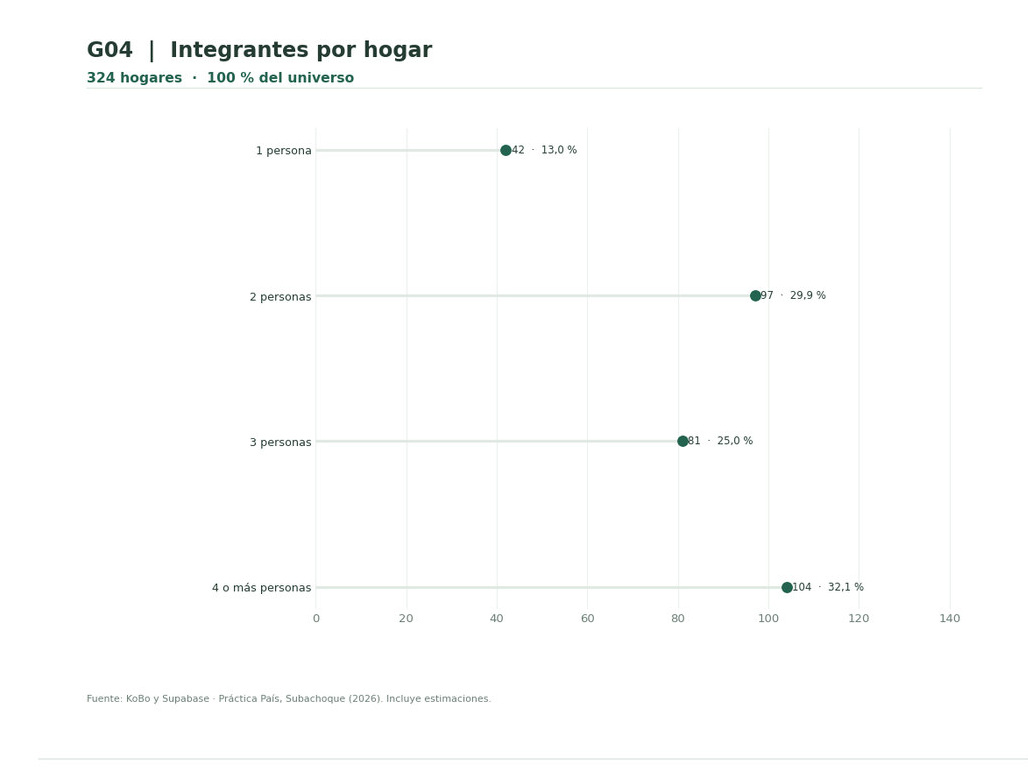 G04 | Integrantes por hogar
324 hogares · 100 % del universo
1 persona 42 · 13,0 %
2 personas 97 · 29,9 %
3 personas 81 · 25,0 %
4 o más personas 104 · 32,1 %
0 20 40 60 80 100 120 140
Fuente: KoBo y Supabase · Práctica País, Subachoque (2026). Incluye estimaciones.